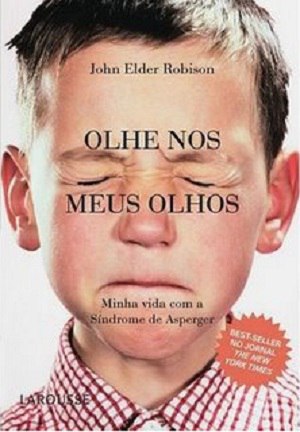 John Elder Robison
OLHE NOS
MEUS OLHOS
Minha vida com a
Síndrome de Asperger
BEST-SELLER
NO JORNAL
THE NEW
YORK TIMES
LAROUSSE